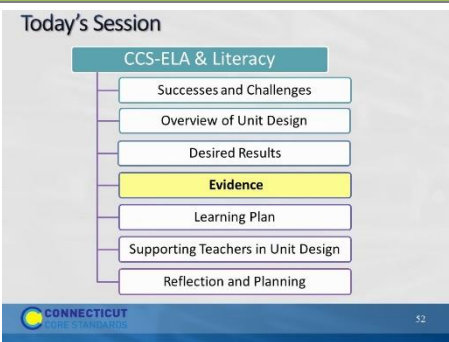 Today's Session
CCS-ELA & Literacy
Successes and Challenges
Overview of Unit Design
Desired Results
Evidence
Learning Plan
Supporting Teachers in Unit Design
Reflection and Planning
CONNECTICUT
CORE STANDARDS
52